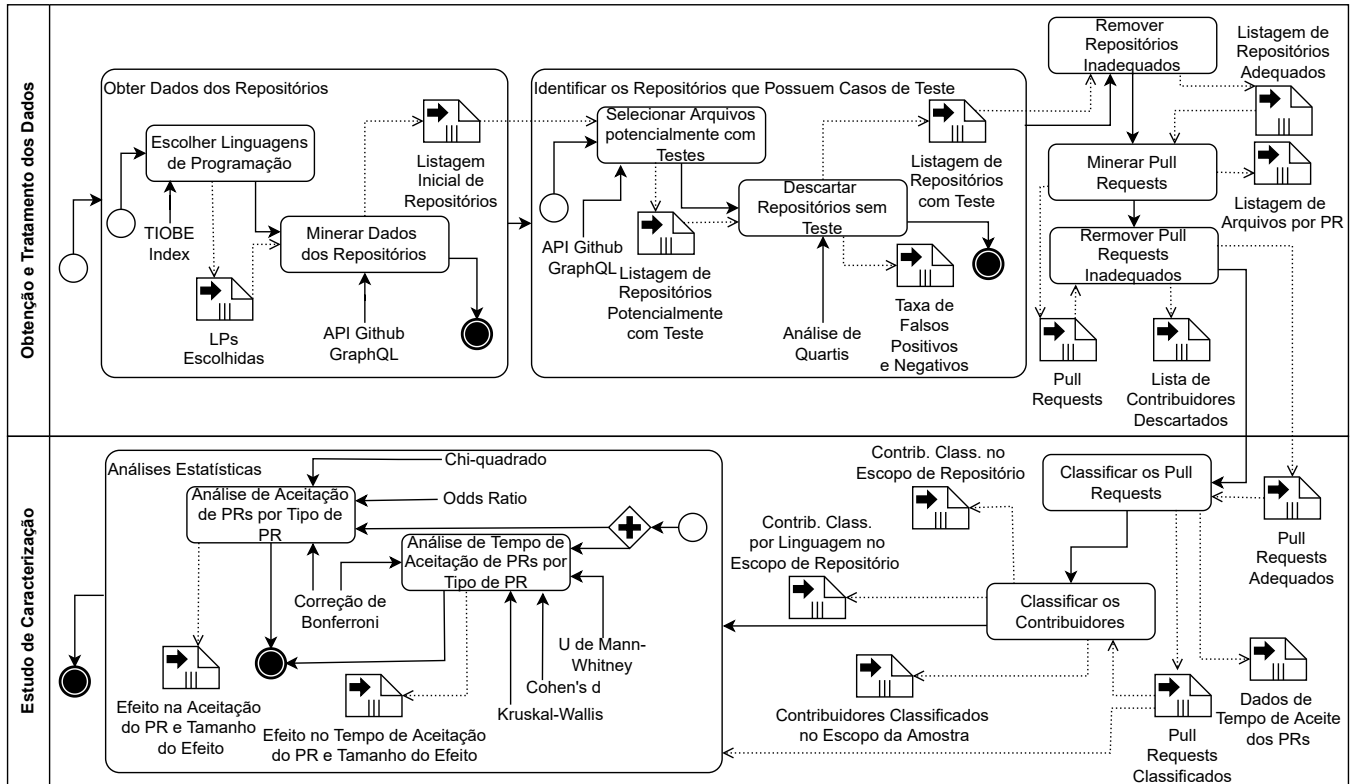 Obtenção e Tratamento dos Dados
Obter Dados dos Repositórios
Escolher Linguagens
de Programação
TIOBE
Index
LPs
Escolhidas
Minerar Dados
dos Repositórios
API Github
GraphQL
Listagem
Inicial de
Repositórios
Identificar os Repositórios que Possuem Casos de Teste
Selecionar Arquivos
potencialmente com
Testes
API Github
GraphQL
Listagem de
Repositórios
Potencialmente
com Teste
Descartar
Repositórios sem
Teste
Análise de
Quartis
Taxa de
Falsos
Positivos
e Negativos
Listagem de
Repositórios
com Teste
Remover
Repositórios
Inadequados
Listagem de
Repositórios
Adequados
Minerar Pull
Requests
Listagem de
Arquivos por PR
Rermover Pull
Requests
Inadequados
Pull
Requests
Lista de
Contribuidores
Descartados
Estudo de Caracterização
Análises Estatísticas
Chi-quadrado
Análise de Aceitação
de PRs por Tipo de
PR
Odds Ratio
Análise de Tempo de
Aceitação de PRs por
Tipo de PR
Correção de
Bonferroni
U de Mann-
Whitney
Cohen's d
Kruskal-Wallis
Efeito na Aceitação
do PR e Tamanho
do Efeito
Efeito no Tempo de Aceitação
do PR e Tamanho do Efeito
Contrib. Class. no
Escopo de Repositório
Contrib. Class.
por Linguagem no
Escopo de Repositório
Classificar os Pull
Requests
Pull
Requests
Adequados
Classificar os
Contribuidores
Contribuidores Classificados
no Escopo da Amostra
Pull
Requests
Classificados
Dados de
Tempo de Aceite
dos PRs